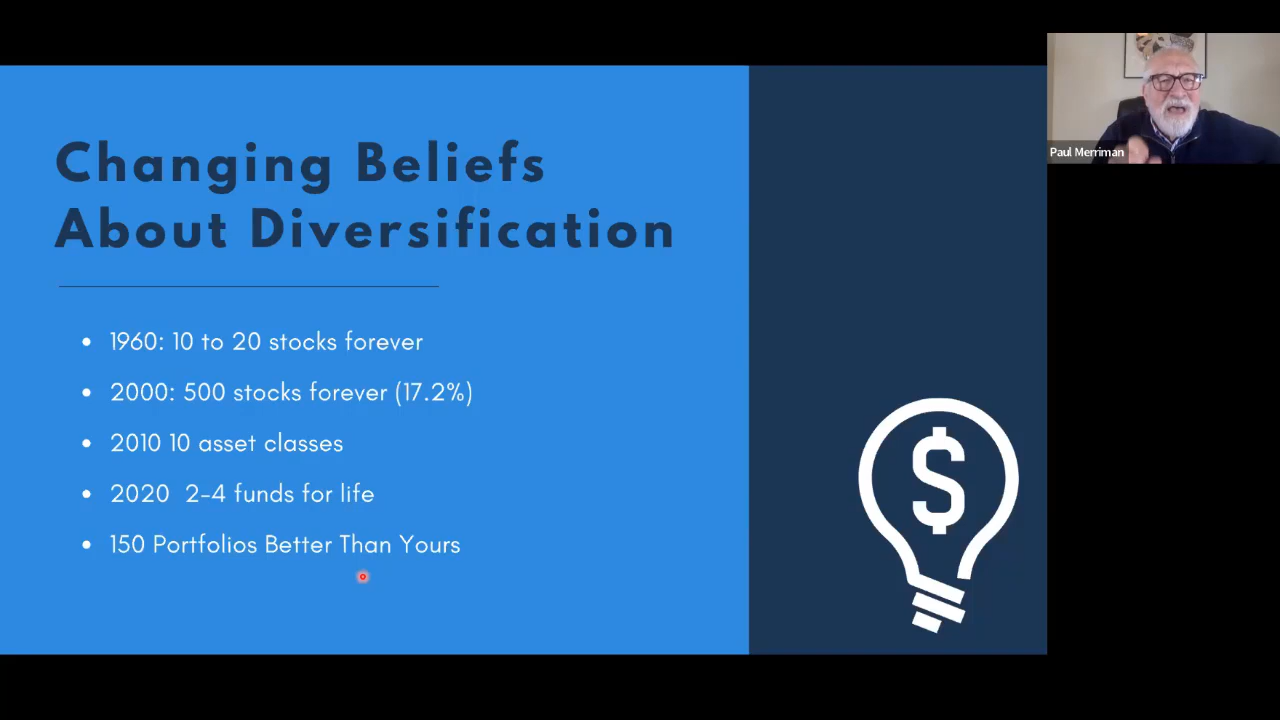 Changing Beliefs
About Diversification
• 1960: 10 to 20 stocks forever
• 2000: 500 stocks forever (17.2%)
• 2010 10 asset classes
• 2020  2-4 funds for life
• 150 Portfolios Better Than Yours
$
Paul Merriman